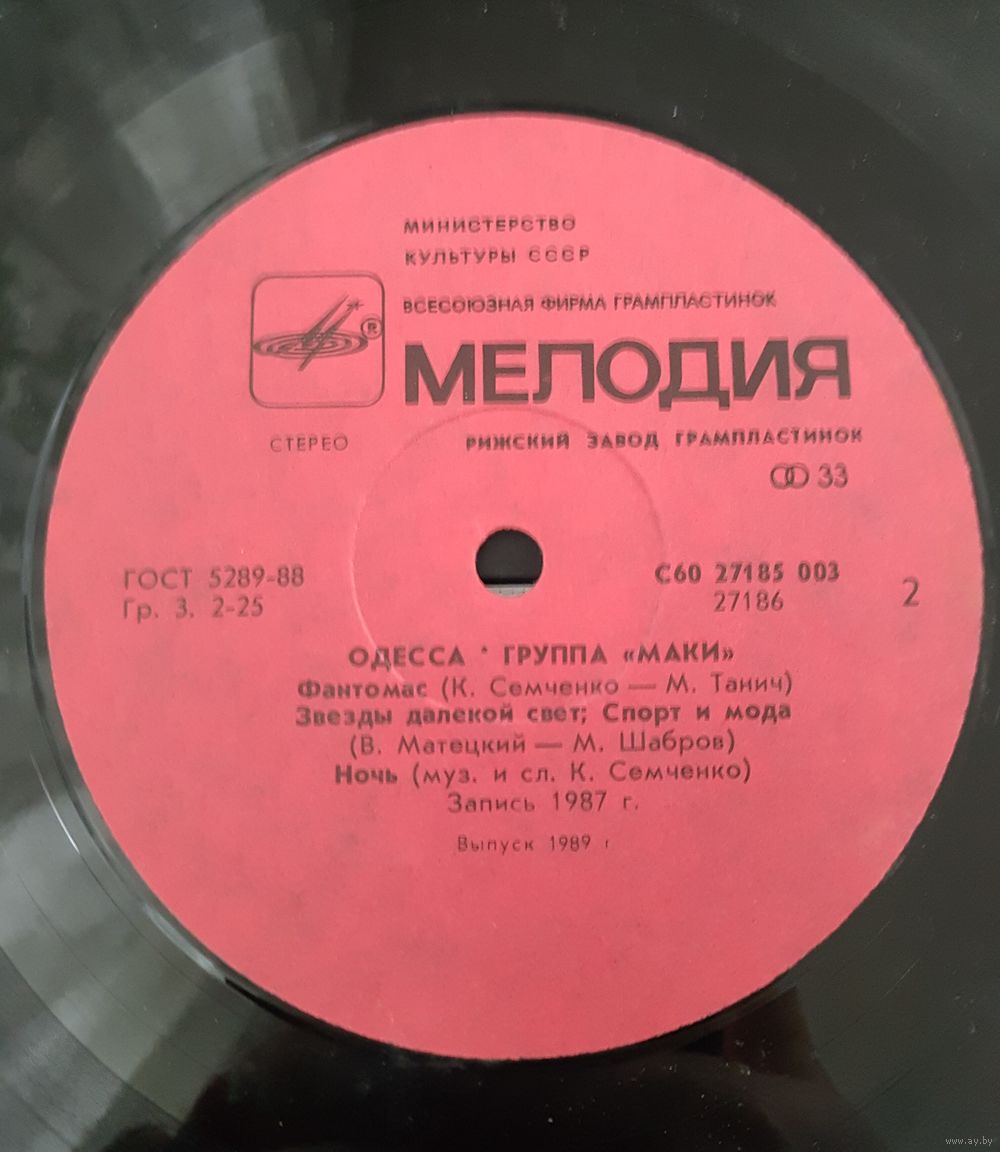 МИНИСТЕРСТВО
КУЛЬТУРЫ СССР
ВСЕСОЮЗНАЯ ФИРМА ГРАМПЛАСТИНОК
®
МЕЛОДИЯ
СТЕРЕО
РИЖСКИЙ ЗАВОД ГРАМПЛАСТИНОК
33
ГОСТ 5289-88
Гр. 3. 2-25
С60 27185 003
27186
2
ОДЕССА * ГРУППА «МАКИ»
Фантомас (К. Семченко — М. Танич)
Звезды далекой свет; Спорт и мода
(В. Матецкий — М. Шабров)
Ночь (муз. и сл. К. Семченко)
Запись 1987 г.
Выпуск 1989 г
www.ay.by